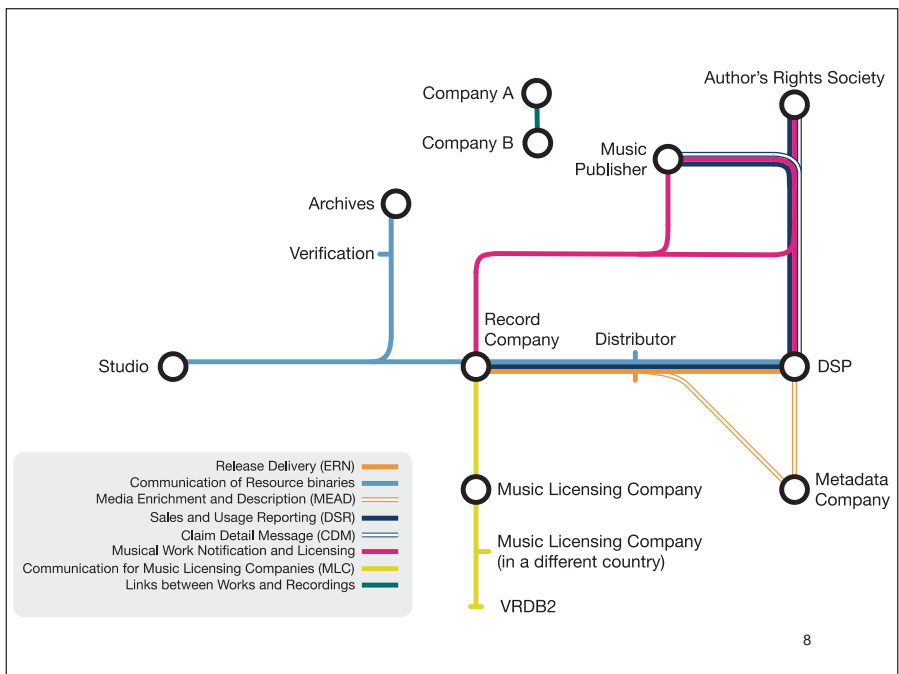 Author's Rights Society
Company A
Company B
Music
Publisher
Archives
Verification
Record
Company
Distributor
Studio
DSP
Release Delivery (ERN)
Communication of Resource binaries
Media Enrichment and Description (MEAD)
Sales and Usage Reporting (DSR)
Claim Detail Message (CDM)
Musical Work Notification and Licensing
Communication for Music Licensing Companies (MLC)
Links between Works and Recordings
Music Licensing Company
Metadata
Company
Music Licensing Company
(in a different country)
VRDB2
8